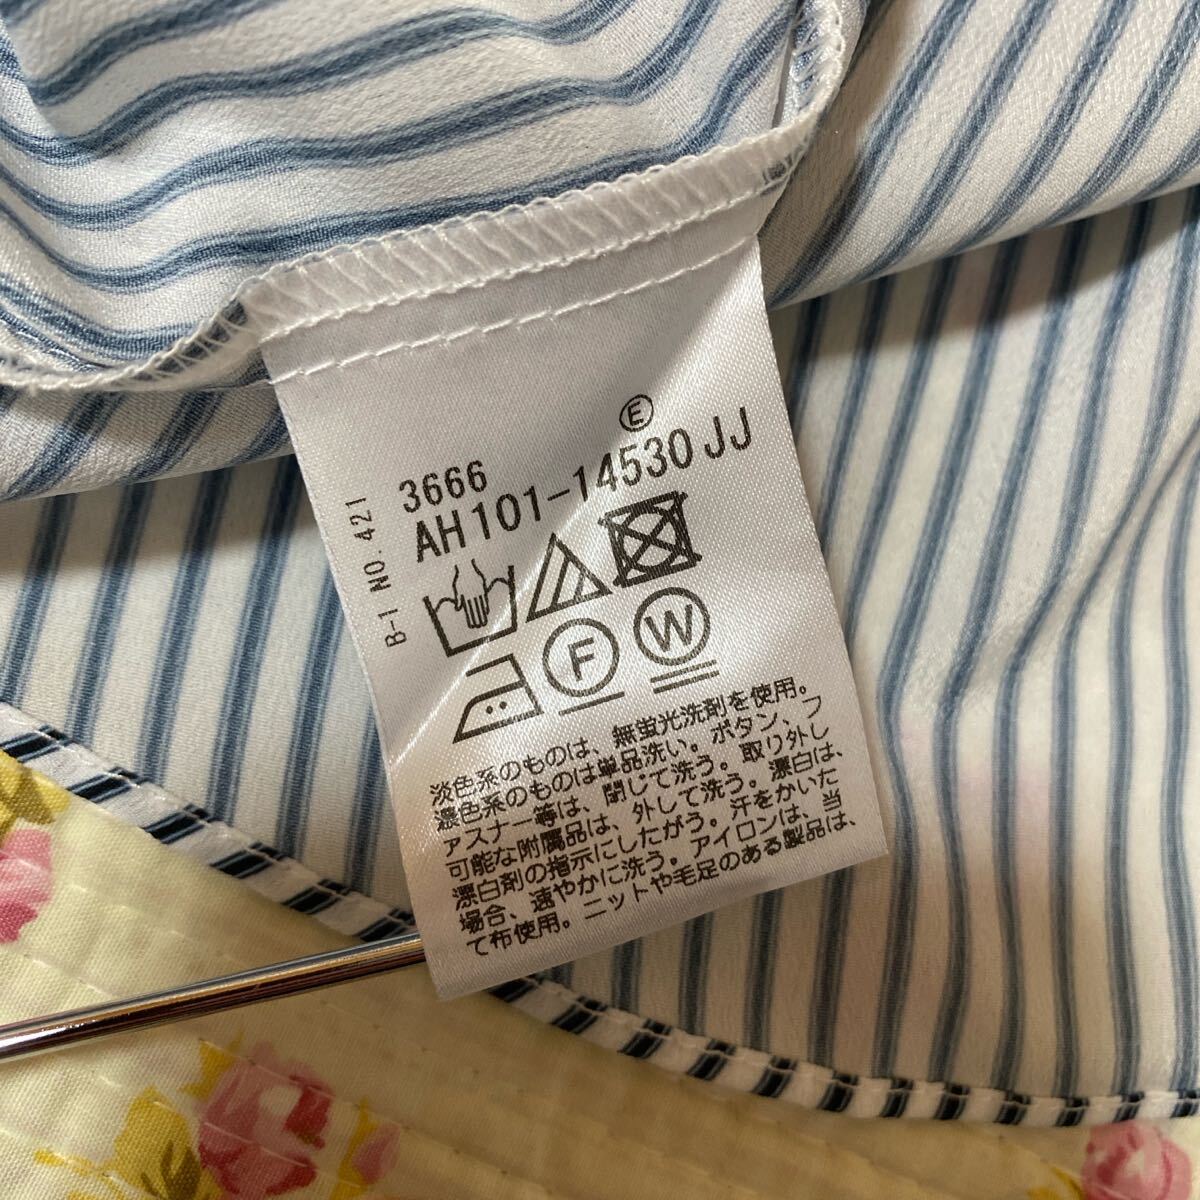 E
3666
AH101-14530 JJ
B-1 NO. 421
F
W
淡色系のものは、無蛍光洗剤を使用。
濃色系のものは単品洗い。ボタン、フ
ァスナー等は、閉じて洗う。取り外し
可能な附属品は、外して洗う。漂白は、
漂白剤の指示にしたがう。汗をかいた
場合、速やかに洗う。アイロンは、当
て布使用。ニットや毛足のある製品は、